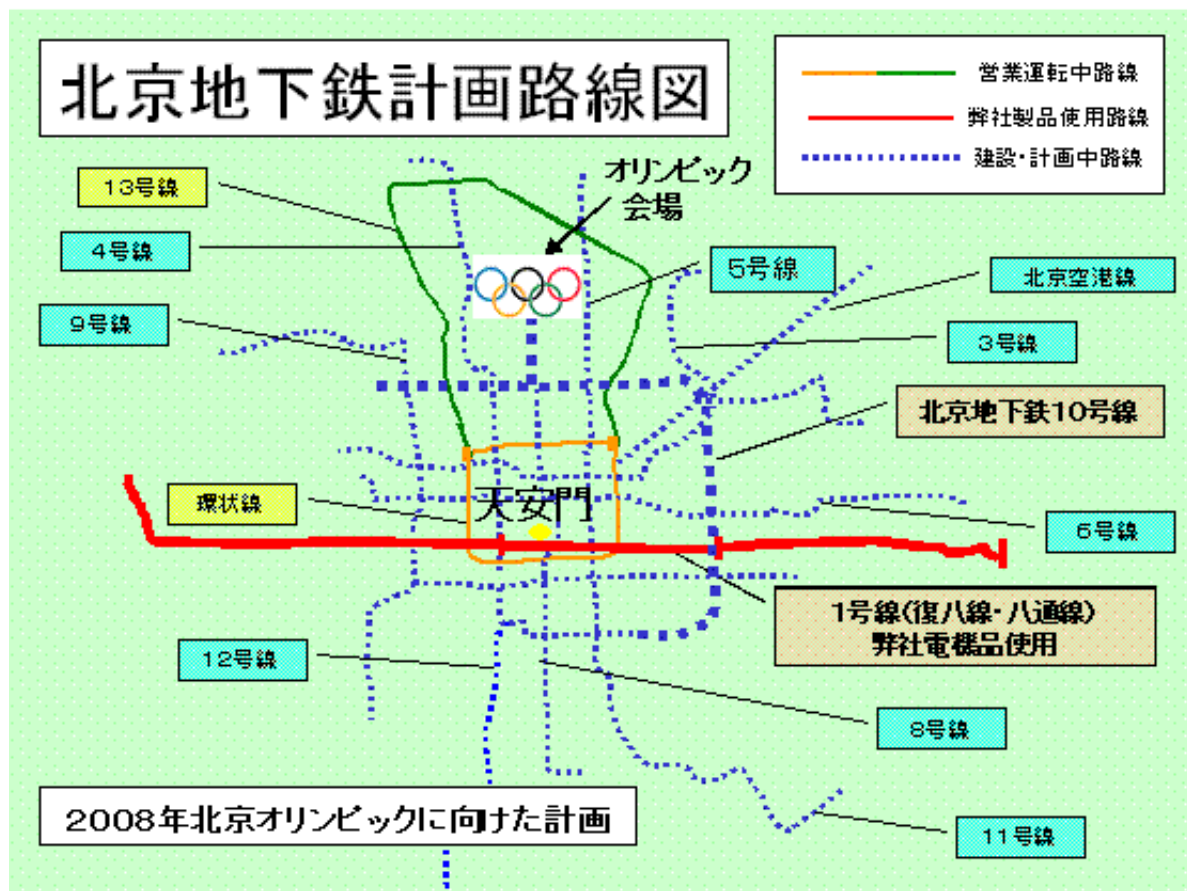 北京地下鉄計画路線図
営業運転中路線
弊社製品使用路線
建設・計画中路線
13号線
オリンピック
会場
4号線
5号線
北京空港線
9号線
3号線
北京地下鉄10号線
環状線
天安門
6号線
1号線(復八線・八通線)
弊社電機品使用
12号線
8号線
2008年北京オリンピックに向けた計画
11号線